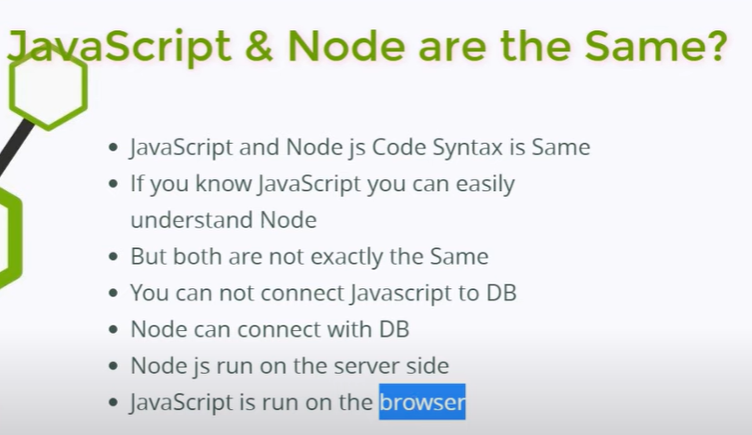 JavaScript & Node are the Same?
• JavaScript and Node js Code Syntax is Same
• If you know JavaScript you can easily
understand Node
• But both are not exactly the Same
• You can not connect Javascript to DB
• Node can connect with DB
• Node js run on the server side
• JavaScript is run on the browser